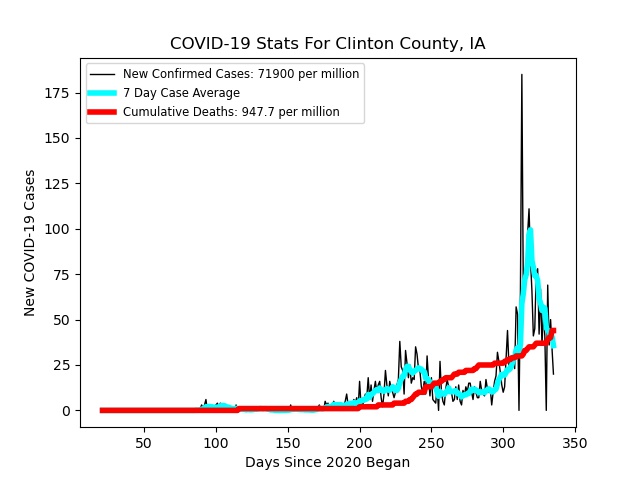 COVID-19 Stats For Clinton County, IA
New Confirmed Cases: 71900 per million
7 Day Case Average
Cumulative Deaths: 947.7 per million
New COVID-19 Cases
175
150
125
100
75
50
25
0
50 100 150 200 250 300 350
Days Since 2020 Began